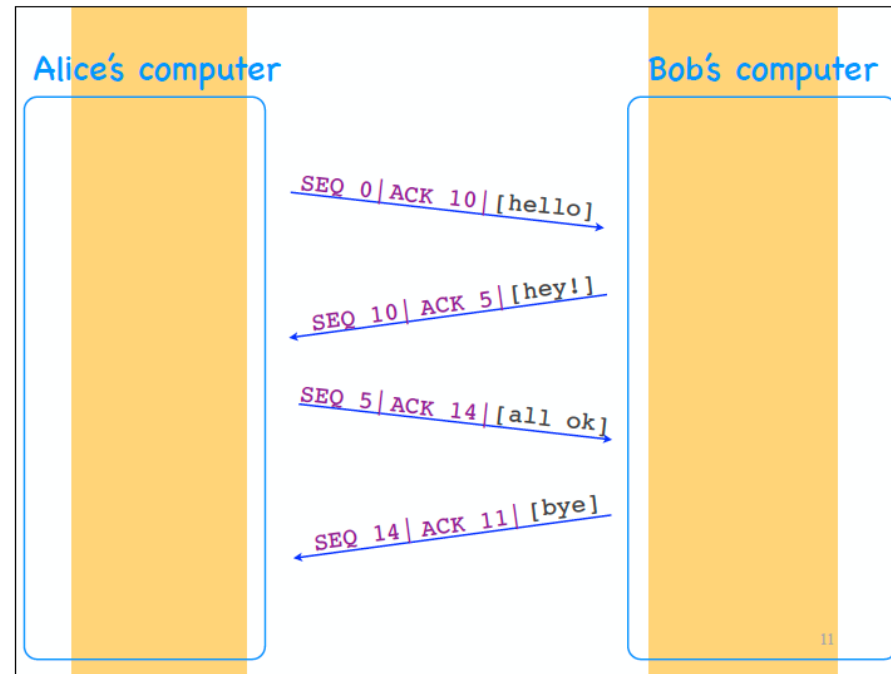 Alice's computer
Bob's computer
SEQ 0|ACK 10|[hello]
SEQ 10| ACK 5|[hey!]
SEQ 5|ACK 14|[all ok]
SEQ 14| ACK 11| [bye]
11